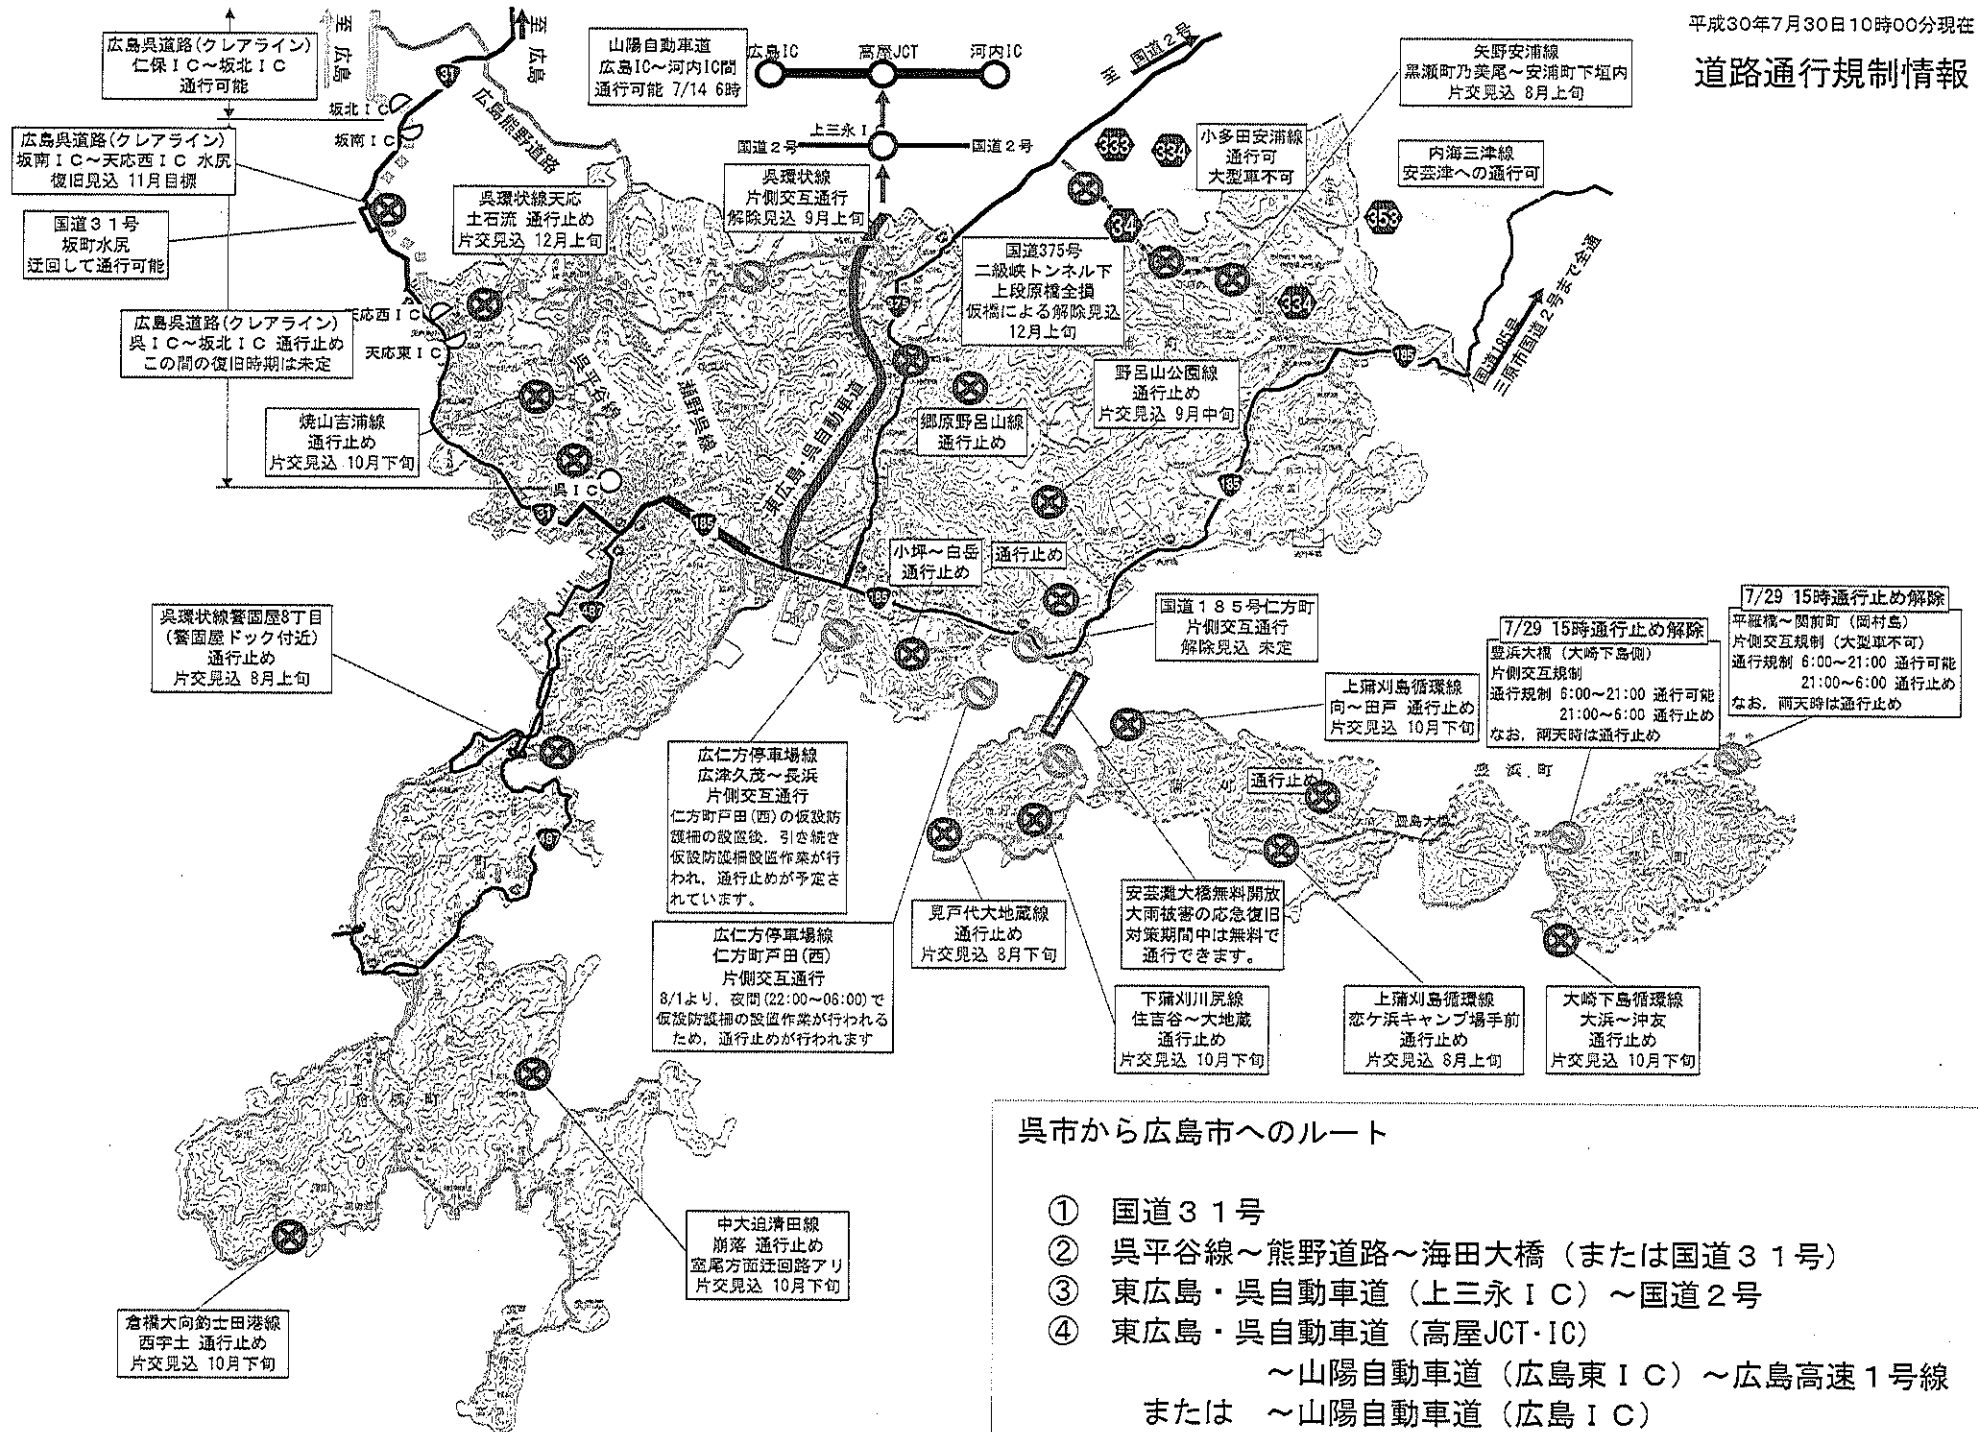 平成30年7月30日10時00分現在
道路通行規制情報
広島呉道路(クレアライン)
仁保IC～坂北IC
通行可能
至 広島
至 広島
31
坂北IC
坂南IC
広島熊野道路
山陽自動車道
広島IC～河内IC間
通行可能 7/14 6時
広島IC
高屋JCT
河内IC
上三永IC
国道2号
国道2号
至 国道2号
矢野安浦線
黒瀬町乃美尾～安浦町下垣内
片交見込 8月上旬
広島呉道路(クレアライン)
坂南IC～天応西IC 水尻
復旧見込 11月目標
国道31号
坂町水尻
迂回して通行可能
呉環状線天応
土石流 通行止め
片交見込 12月上旬
呉環状線
片側交互通行
解除見込 9月上旬
333
334
小多田安浦線
通行可
大型車不可
内海三津線
安芸津への通行可
353
34
334
国道375号
二級峡トンネル下
上段原橋全損
仮橋による解除見込
12月上旬
375
天応西IC
天応東IC
広島呉道路(クレアライン)
呉IC～坂北IC 通行止め
この間の復旧時期は未定
呉平谷線
瀬野呉線
東広島・呉自動車道
焼山吉浦線
通行止め
片交見込 10月下旬
呉IC
郷原野呂山線
通行止め
野呂山公園線
通行止め
片交見込 9月中旬
185
国道185号
三原市国道2号まで全通
185
31
185
小坪～白岳
通行止め
通行止め
185
487
呉環状線警固屋8丁目
(警固屋ドック付近)
通行止め
片交見込 8月上旬
国道185号仁方町
片側交互通行
解除見込 未定
7/29 15時通行止め解除
豊浜大橋（大崎下島側）
片側交互規制
通行規制 6:00～21:00 通行可能
21:00～6:00 通行止め
なお、雨天時は通行止め
7/29 15時通行止め解除
平羅橋～関前町（岡村島）
片側交互規制（大型車不可）
通行規制 6:00～21:00 通行可能
21:00～6:00 通行止め
なお、雨天時は通行止め
上蒲刈島循環線
向～田戸 通行止め
片交見込 10月下旬
通行止め
豊浜町
豊島大橋
広仁方停車場線
広津久茂～長浜
片側交互通行
仁方町戸田(西)の仮設防
護柵の設置後、引き続き
仮設防護柵設置作業が行
われ、通行止めが予定さ
れています。
487
広仁方停車場線
仁方町戸田(西)
片側交互通行
8/1より、夜間(22:00～06:00)で
仮設防護柵の設置作業が行われる
ため、通行止めが行われます
見戸代大地蔵線
通行止め
片交見込 8月下旬
安芸灘大橋無料開放
大雨被害の応急復旧
対策期間中は無料で
通行できます。
下蒲刈川尻線
住吉谷～大地蔵
通行止め
片交見込 10月下旬
上蒲刈島循環線
恋ケ浜キャンプ場手前
通行止め
片交見込 8月上旬
大崎下島循環線
大浜～沖友
通行止め
片交見込 10月下旬
倉橋町
中大迫清田線
崩落 通行止め
室尾方面迂回路アリ
片交見込 10月下旬
倉橋大向釣士田港線
西宇土 通行止め
片交見込 10月下旬
呉市から広島市へのルート
① 国道31号
② 呉平谷線～熊野道路～海田大橋（または国道31号）
③ 東広島・呉自動車道（上三永IC）～国道2号
④ 東広島・呉自動車道（高屋JCT・IC）
～山陽自動車道（広島東IC）～広島高速1号線
または ～山陽自動車道（広島IC）